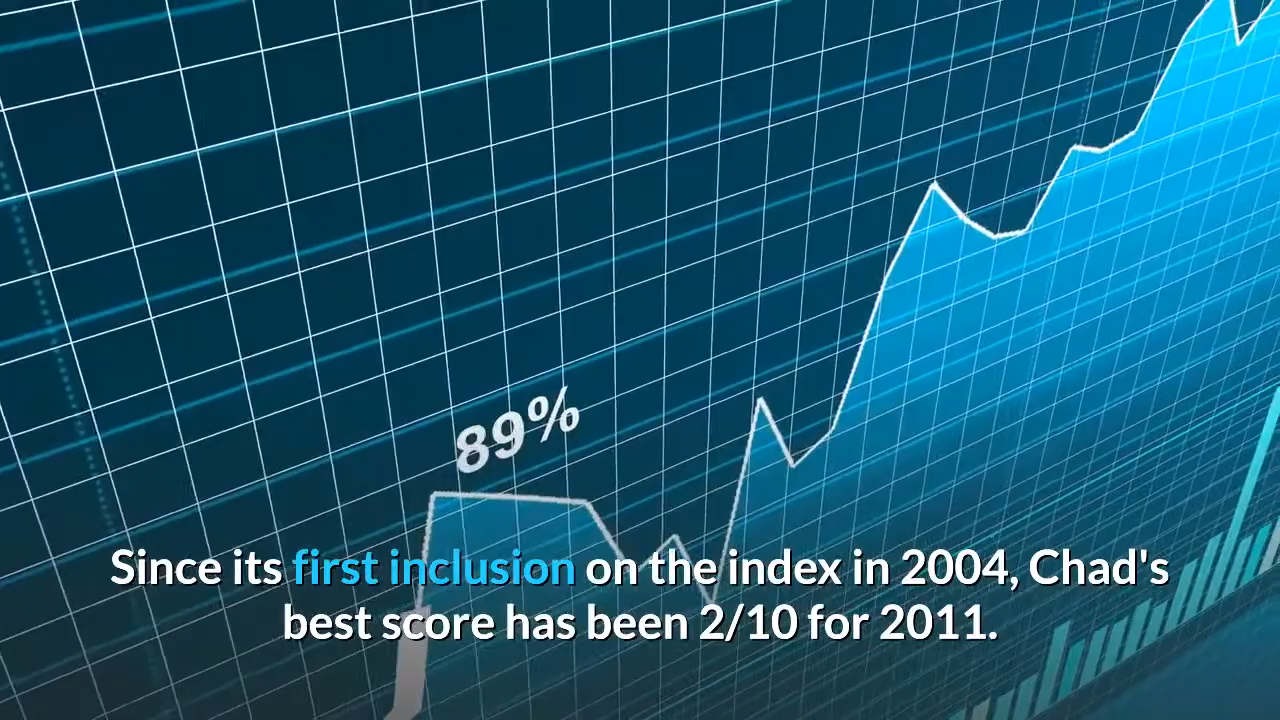 89%
Since its first inclusion on the index in 2004, Chad's
best score has been 2/10 for 2011.